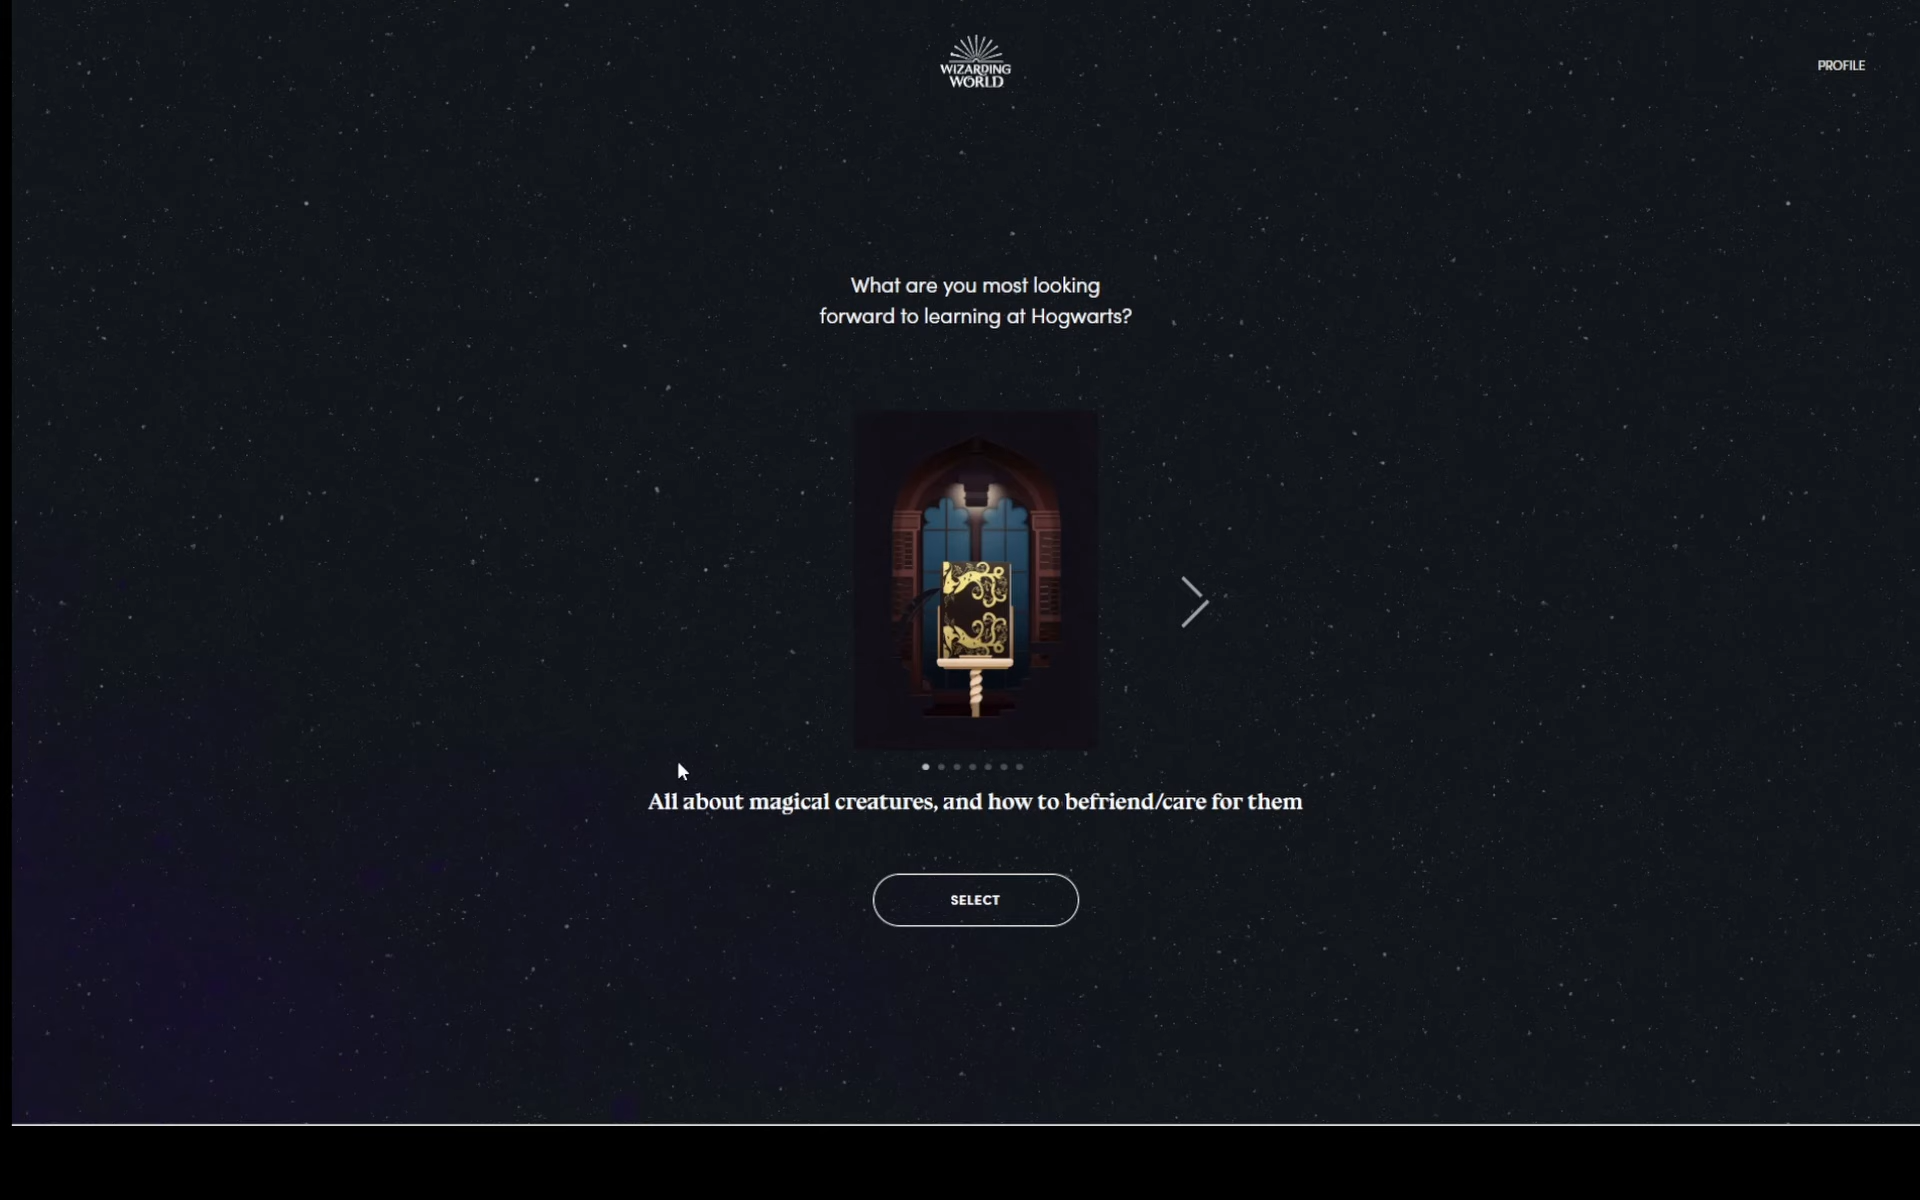 WIZARDING
WORLD
PROFILE
What are you most looking
forward to learning at Hogwarts?
All about magical creatures, and how to befriend/care for them
SELECT